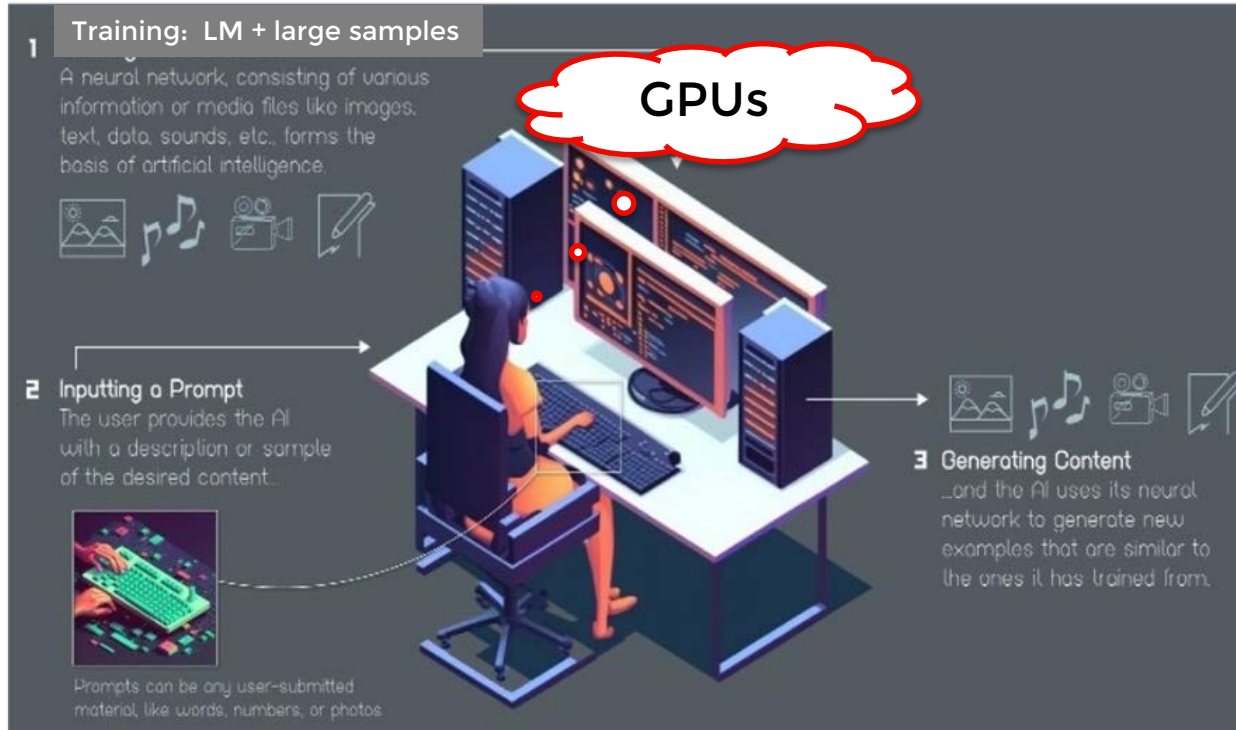 Training: LM + large samples
1
A neural network, consisting of various
information or media files like images,
text, data, sounds, etc., forms the
basis of artificial intelligence.
GPUs
2 Inputting a Prompt
The user provides the AI
with a description or sample
of the desired content...
Prompts can be any user-submitted
material, like words, numbers, or photos
3 Generating Content
...and the AI uses its neural
network to generate new
examples that are similar to
the ones it has trained from.